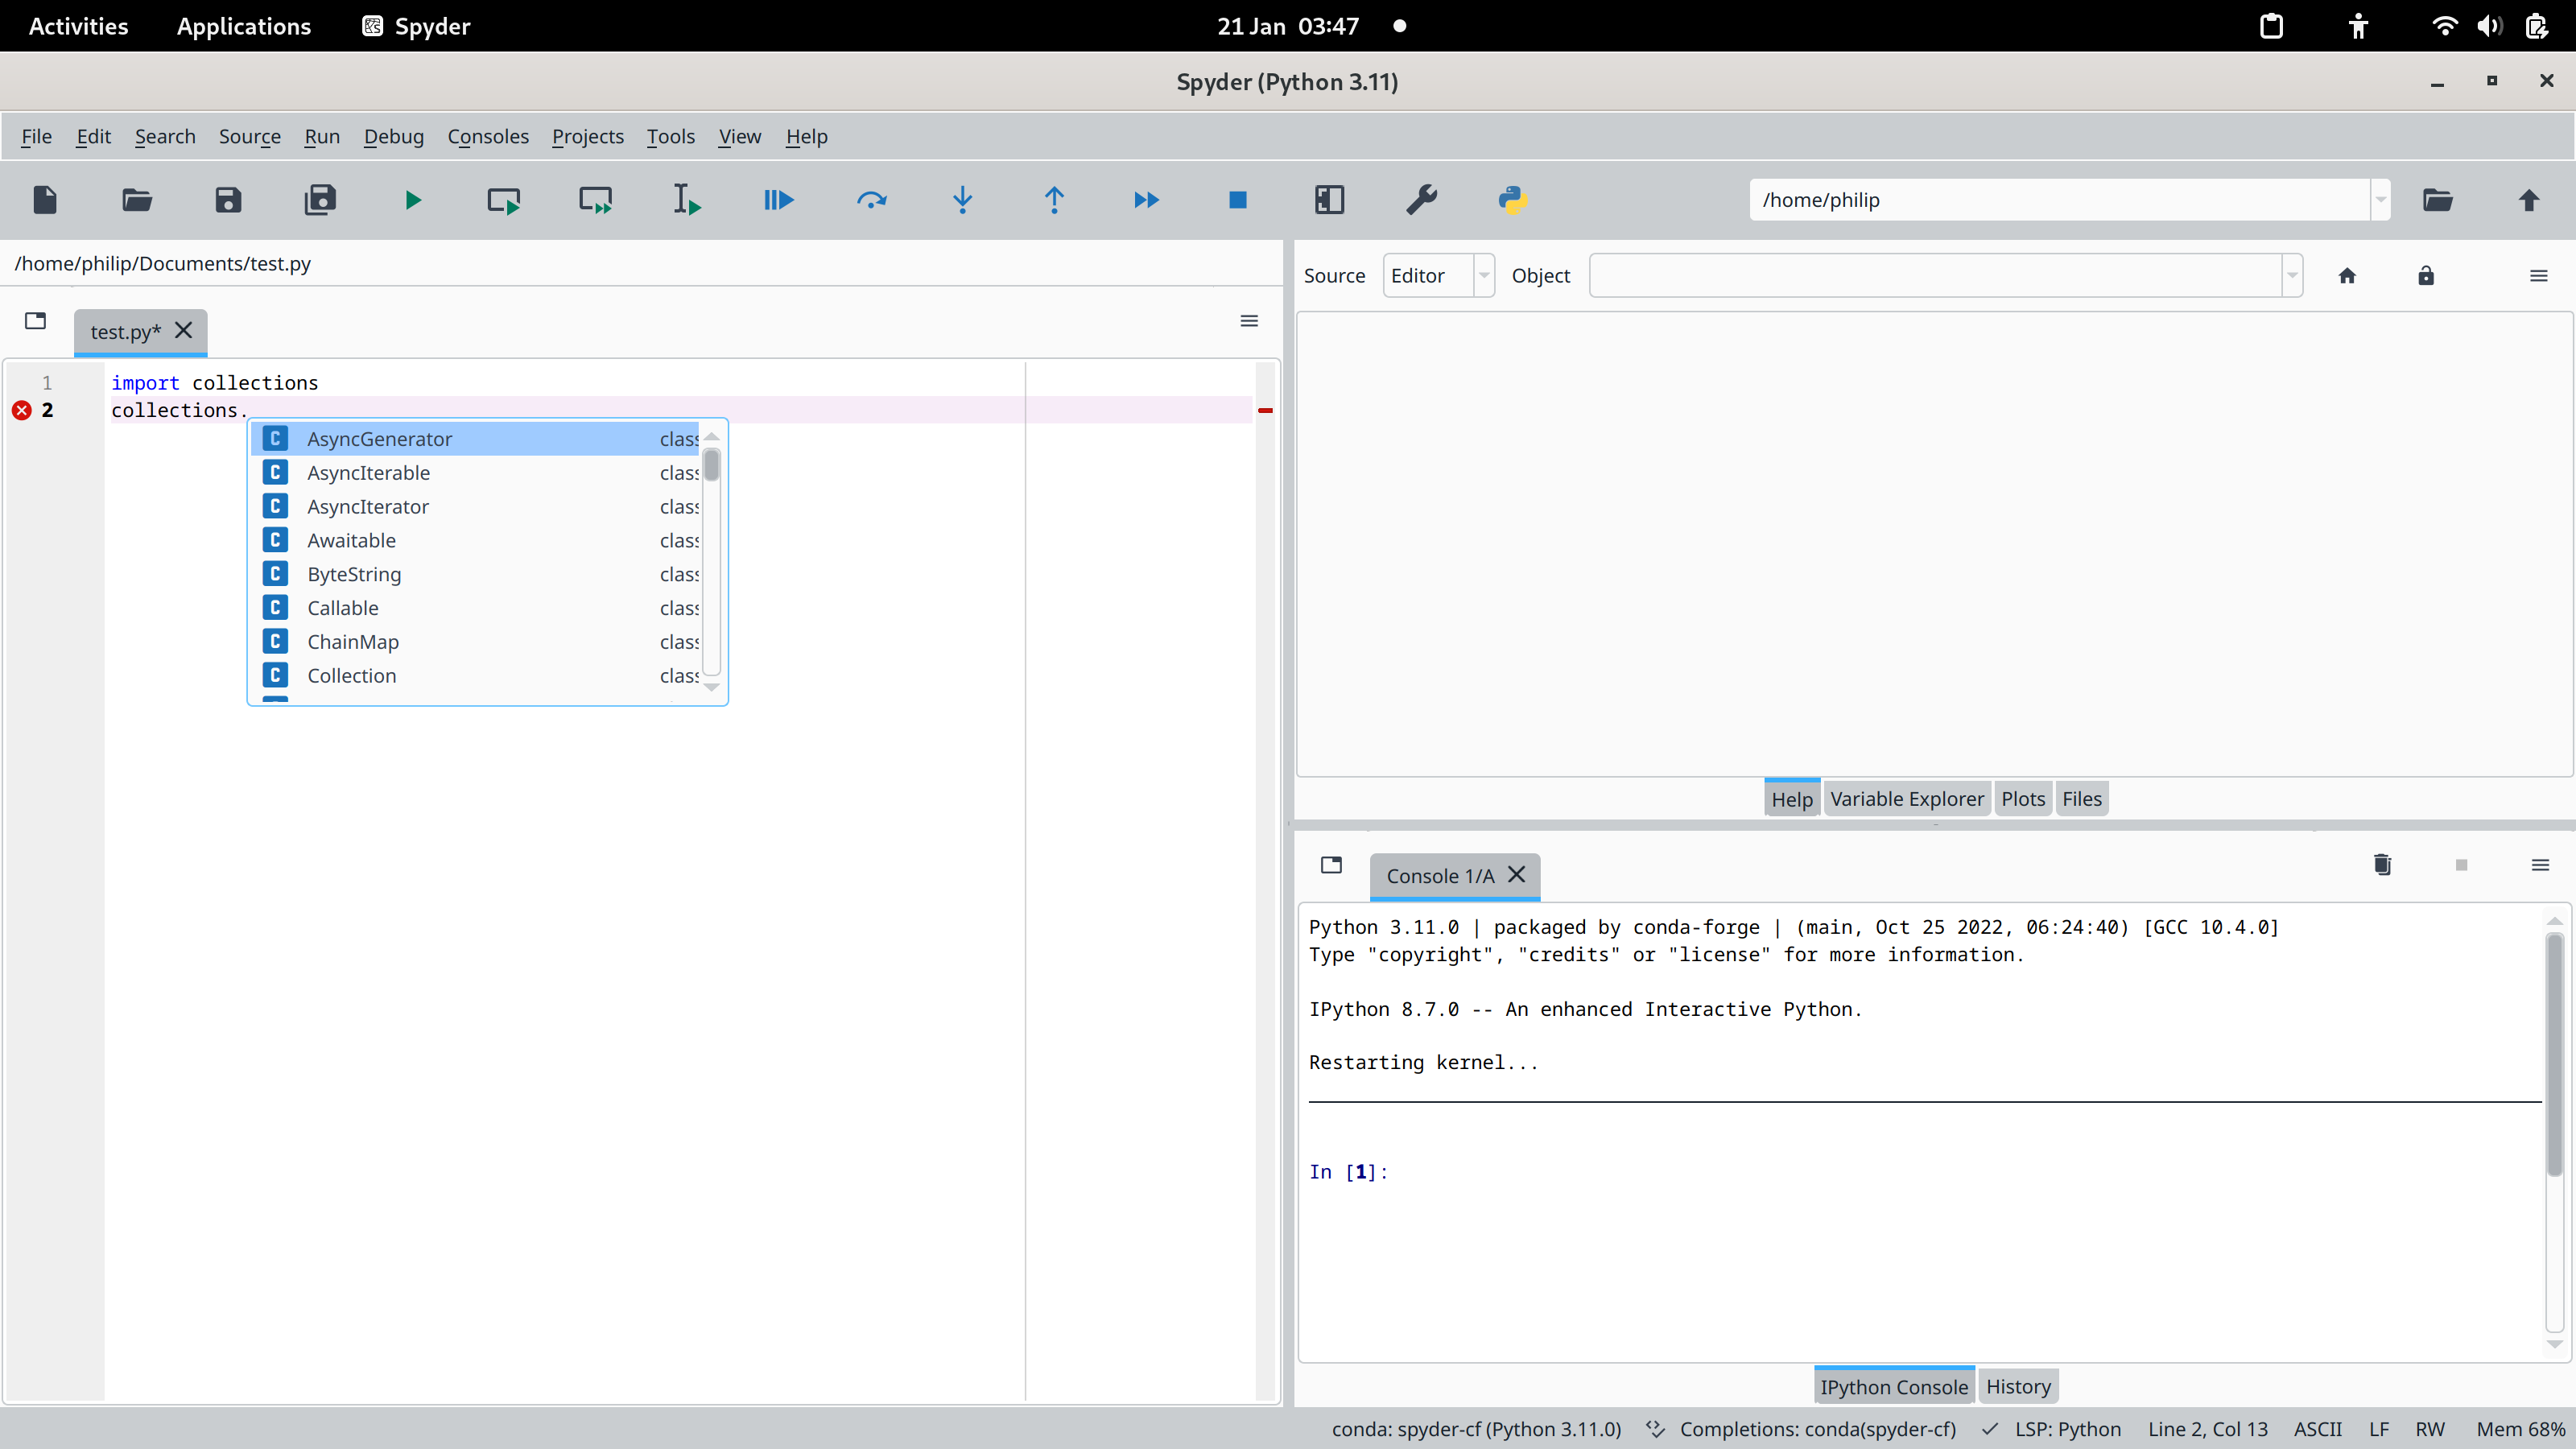 Activities Applications Spyder 21 Jan 03:47
Spyder (Python 3.11)
File Edit Search Source Run Debug Consoles Projects Tools View Help
/home/philip
/home/philip/Documents/test.py
Source Editor Object
test.py*
1 import collections
2 collections.
C AsyncGenerator class
C AsyncIterable class
C AsyncIterator class
C Awaitable class
C ByteString class
C Callable class
C ChainMap class
C Collection class
Help Variable Explorer Plots Files
Console 1/A
Python 3.11.0 | packaged by conda-forge | (main, Oct 25 2022, 06:24:40) [GCC 10.4.0]
Type "copyright", "credits" or "license" for more information.
IPython 8.7.0 -- An enhanced Interactive Python.
Restarting kernel...
In [1]:
IPython Console History
conda: spyder-cf (Python 3.11.0) Completions: conda(spyder-cf) LSP: Python Line 2, Col 13 ASCII LF RW Mem 68%